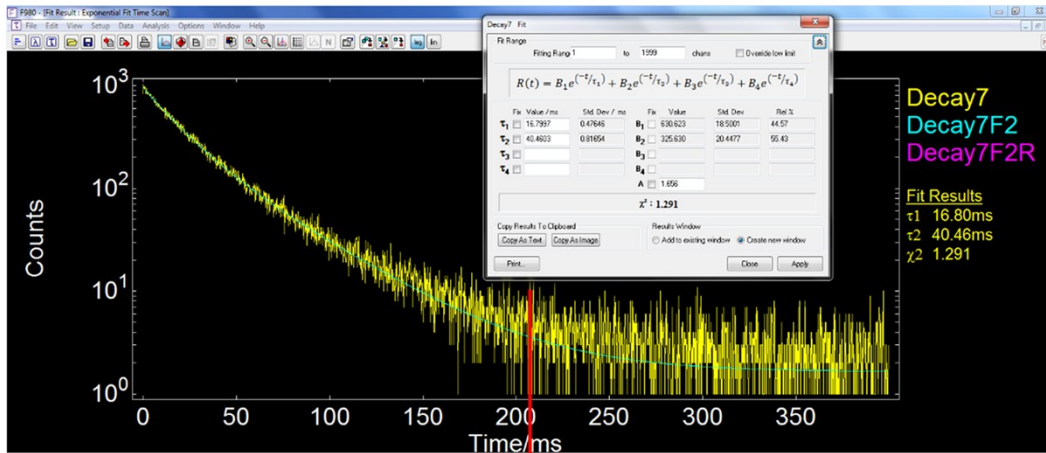 F980 - [Fit Result : Exponential Fit Time Scan]
File Edit View Setup Data Analysis Options Window Help
log ln
Decay7 Fit
Fit Range
Fitting Rang 1 to 1999 chans Override low limit
R(t) = B₁e^(-t/τ₁) + B₂e^(-t/τ₂) + B₃e^(-t/τ₃) + B₄e^(-t/τ₄)
Fix Value /ms Std. Dev / ms Fix Value Std. Dev Rel %
τ₁ 16.7997 0.47646 B₁ 630.623 18.5001 44.57
τ₂ 40.4603 0.81654 B₂ 325.630 20.4477 55.43
τ₃ B₃
τ₄ B₄
A 1.656
χ² : 1.291
Copy Results To Clipboard Results Window
Copy As Text Copy As Image Add to existing window Create new window
Print... Close Apply
Decay7
Decay7F2
Decay7F2R
Fit Results
τ1 16.80ms
τ2 40.46ms
χ2 1.291
Counts
10³
10²
10¹
10⁰
0 50 100 150 200 250 300 350
Time/ms